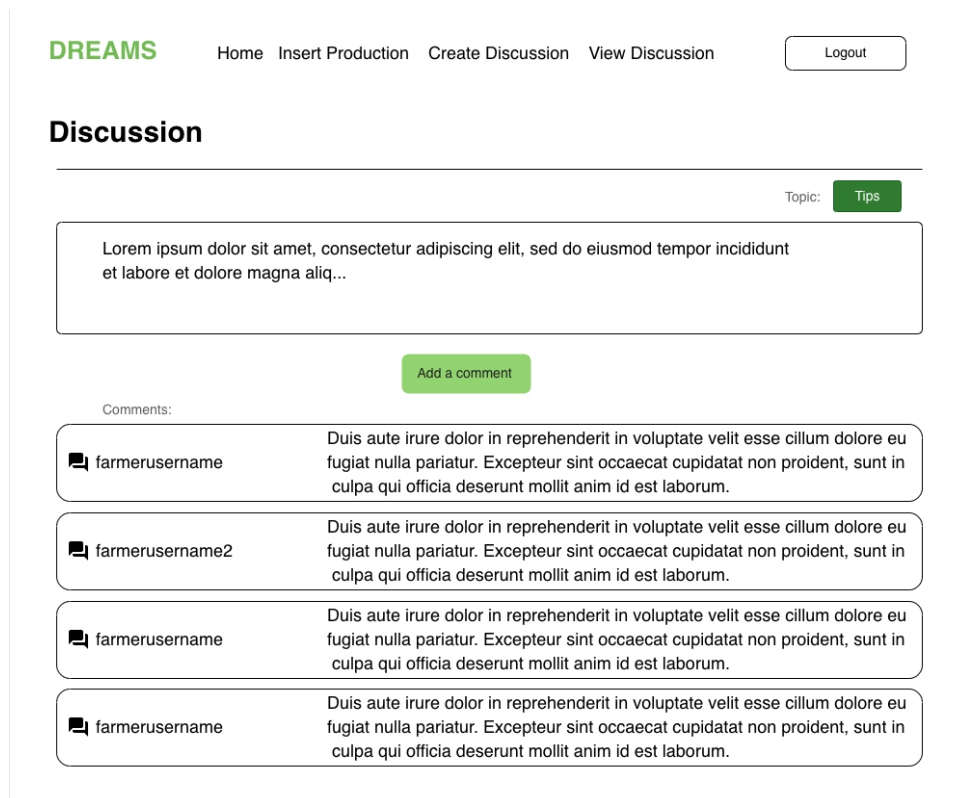 DREAMS Home Insert Production Create Discussion View Discussion Logout
Discussion
Topic: Tips
Lorem ipsum dolor sit amet, consectetur adipiscing elit, sed do eiusmod tempor incididunt
et labore et dolore magna aliq...
Add a comment
Comments:
farmerusername
Duis aute irure dolor in reprehenderit in voluptate velit esse cillum dolore eu
fugiat nulla pariatur. Excepteur sint occaecat cupidatat non proident, sunt in
culpa qui officia deserunt mollit anim id est laborum.
farmerusername2
Duis aute irure dolor in reprehenderit in voluptate velit esse cillum dolore eu
fugiat nulla pariatur. Excepteur sint occaecat cupidatat non proident, sunt in
culpa qui officia deserunt mollit anim id est laborum.
farmerusername
Duis aute irure dolor in reprehenderit in voluptate velit esse cillum dolore eu
fugiat nulla pariatur. Excepteur sint occaecat cupidatat non proident, sunt in
culpa qui officia deserunt mollit anim id est laborum.
farmerusername
Duis aute irure dolor in reprehenderit in voluptate velit esse cillum dolore eu
fugiat nulla pariatur. Excepteur sint occaecat cupidatat non proident, sunt in
culpa qui officia deserunt mollit anim id est laborum.